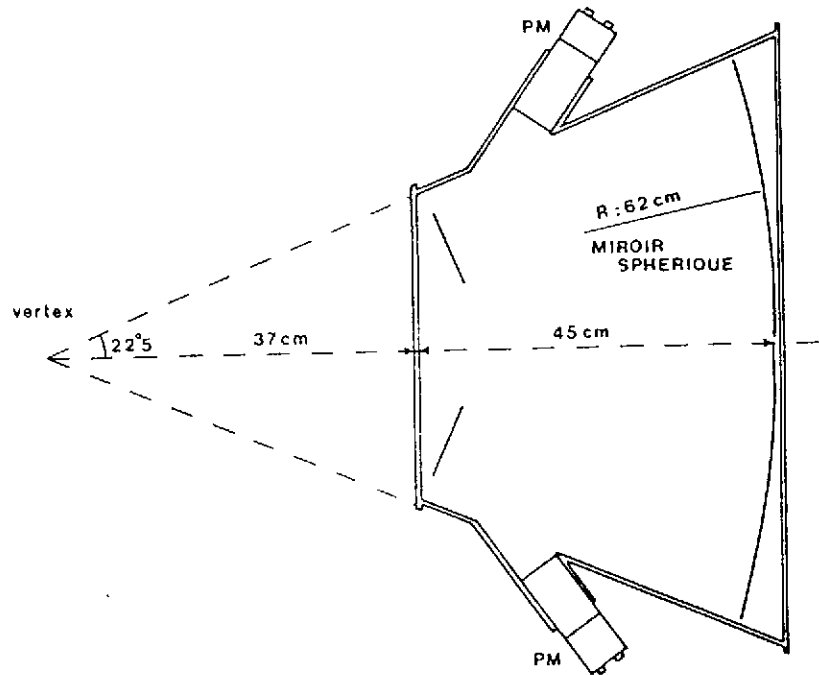 PM
R : 62 cm
MIROIR
SPHERIQUE
vertex
22°5
37 cm
45 cm
PM